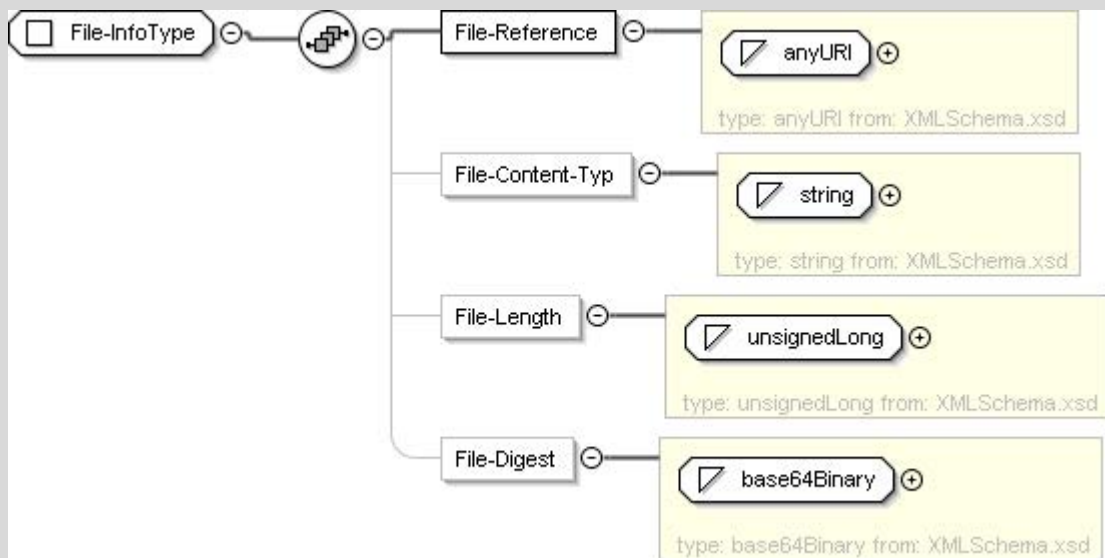 File-InfoType
File-Reference
anyURI
type: anyURI from: XMLSchema.xsd
File-Content-Typ
string
type: string from: XMLSchema.xsd
File-Length
unsignedLong
type: unsignedLong from: XMLSchema.xsd
File-Digest
base64Binary
type: base64Binary from: XMLSchema.xsd